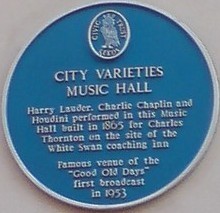 CIVIC TRUST
LEEDS
CITY VARIETIES
MUSIC HALL
Harry Lauder, Charlie Chaplin and
Houdini performed in this Music
Hall built in 1865 for Charles
Thornton on the site of the
White Swan coaching inn
Famous venue of the
"Good Old Days"
first broadcast
in 1953